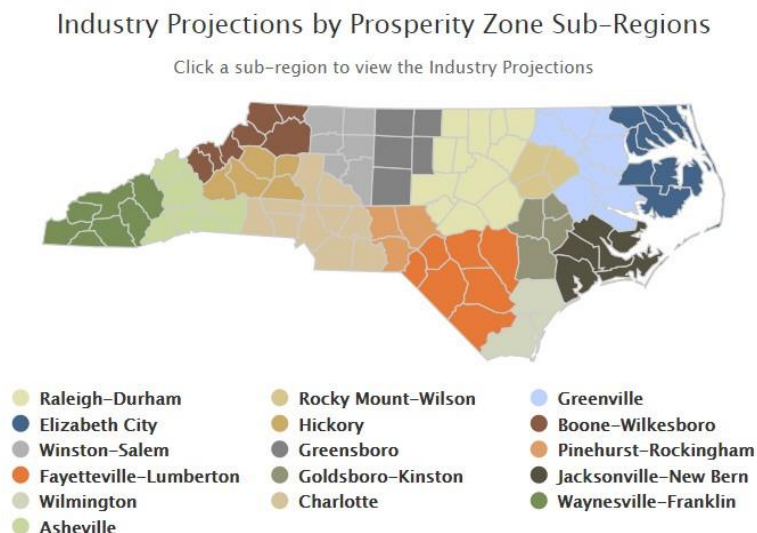 Industry Projections by Prosperity Zone Sub-Regions
Click a sub-region to view the Industry Projections
Raleigh-Durham
Rocky Mount-Wilson
Greenville
Elizabeth City
Hickory
Boone-Wilkesboro
Winston-Salem
Greensboro
Pinehurst-Rockingham
Fayetteville-Lumberton
Goldsboro-Kinston
Jacksonville-New Bern
Wilmington
Charlotte
Waynesville-Franklin
Asheville